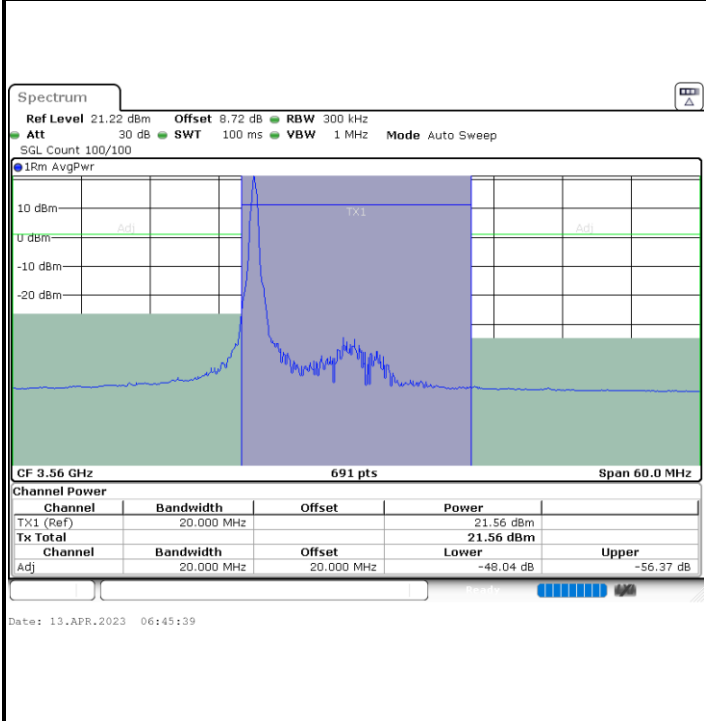 Spectrum
Ref Level 21.22 dBm Offset 8.72 dB RBW 300 kHz
Att 30 dB SWT 100 ms VBW 1 MHz Mode Auto Sweep
SGL Count 100/100
1Rm AvgPwr
10 dBm
TX1
Adj
Adj
0 dBm
-10 dBm
-20 dBm
CF 3.56 GHz 691 pts Span 60.0 MHz
Channel Power
Channel Bandwidth Offset Power
TX1 (Ref) 20.000 MHz 21.56 dBm
Tx Total 21.56 dBm
Channel Bandwidth Offset Lower Upper
Adj 20.000 MHz 20.000 MHz -48.04 dB -56.37 dB
Ready
Date: 13.APR.2023 06:45:39